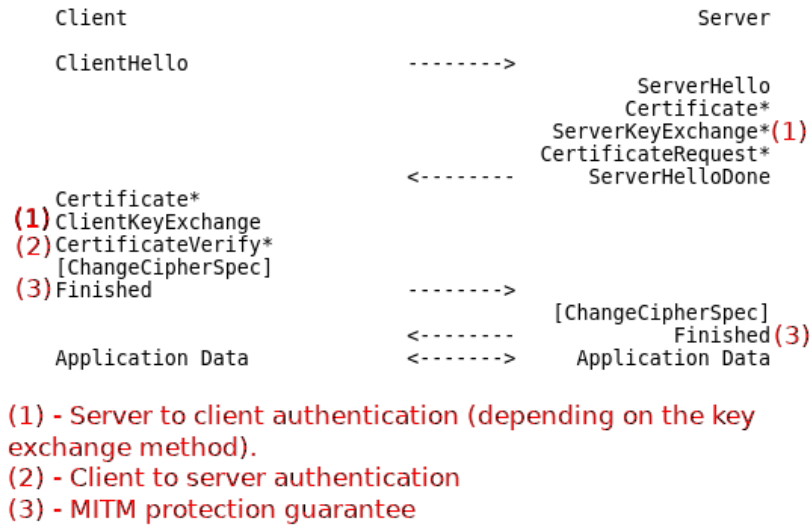 Client Server
ClientHello -------->
ServerHello
Certificate*
ServerKeyExchange* (1)
CertificateRequest*
<-------- ServerHelloDone
Certificate*
(1) ClientKeyExchange
(2) CertificateVerify*
[ChangeCipherSpec]
(3) Finished -------->
[ChangeCipherSpec]
<-------- Finished (3)
Application Data <-------> Application Data
(1) - Server to client authentication (depending on the key
exchange method).
(2) - Client to server authentication
(3) - MITM protection guarantee